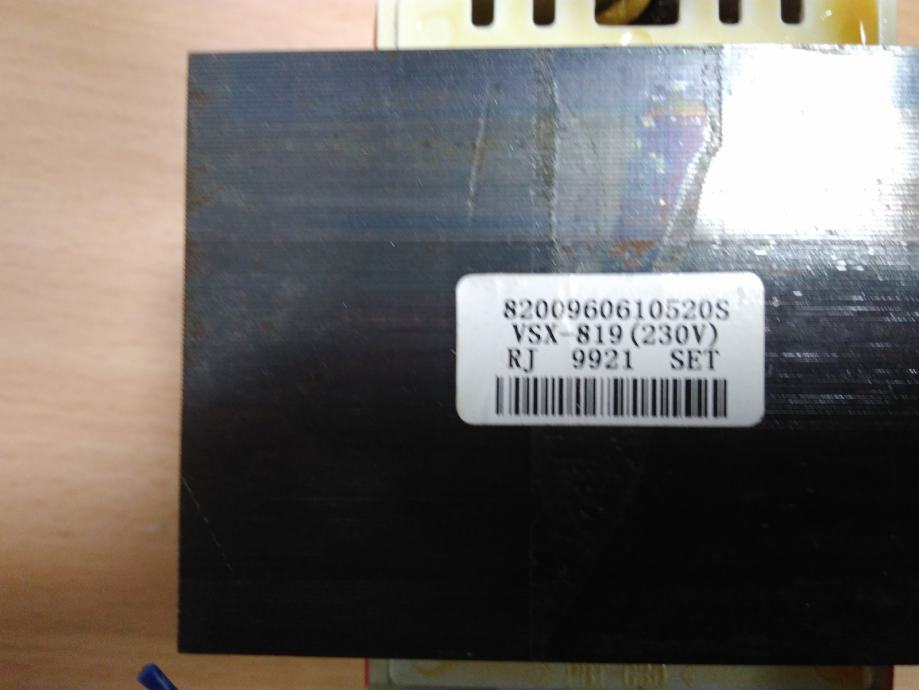 8200960610520S
VSX-819(230V)
RJ 9921 SET